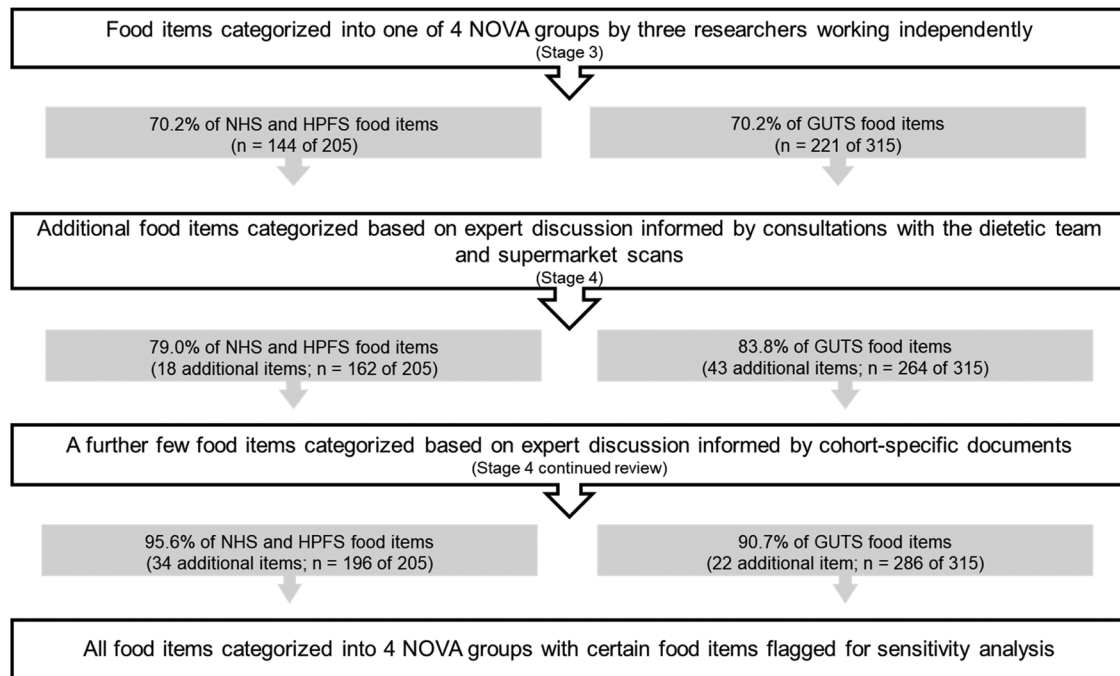 Food items categorized into one of 4 NOVA groups by three researchers working independently
(Stage 3)
70.2% of NHS and HPFS food items
(n = 144 of 205)
70.2% of GUTS food items
(n = 221 of 315)
Additional food items categorized based on expert discussion informed by consultations with the dietetic team
and supermarket scans
(Stage 4)
79.0% of NHS and HPFS food items
(18 additional items; n = 162 of 205)
83.8% of GUTS food items
(43 additional items; n = 264 of 315)
A further few food items categorized based on expert discussion informed by cohort-specific documents
(Stage 4 continued review)
95.6% of NHS and HPFS food items
(34 additional items; n = 196 of 205)
90.7% of GUTS food items
(22 additional item; n = 286 of 315)
All food items categorized into 4 NOVA groups with certain food items flagged for sensitivity analysis